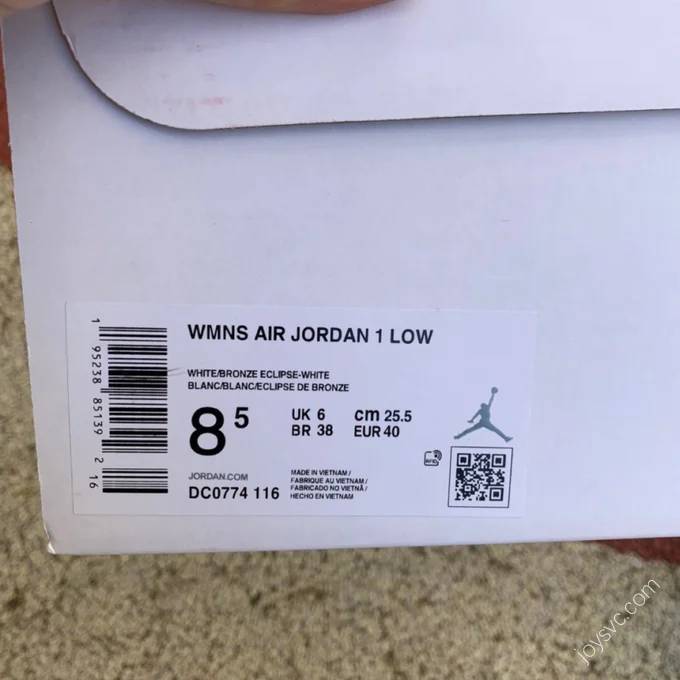 WMNS AIR JORDAN 1 LOW
WHITE/BRONZE ECLIPSE-WHITE
BLANC/BLANC/ECLIPSE DE BRONZE
8 5
UK 6
BR 38
cm 25.5
EUR 40
JORDAN.COM
DC0774 116
MADE IN VIETNAM /
FABRIQUE AU VIETNAM /
FABRICADO NO VIETNÃ /
HECHO EN VIETNAM
RFID
1 95238 85139 2 16
joysvc.com